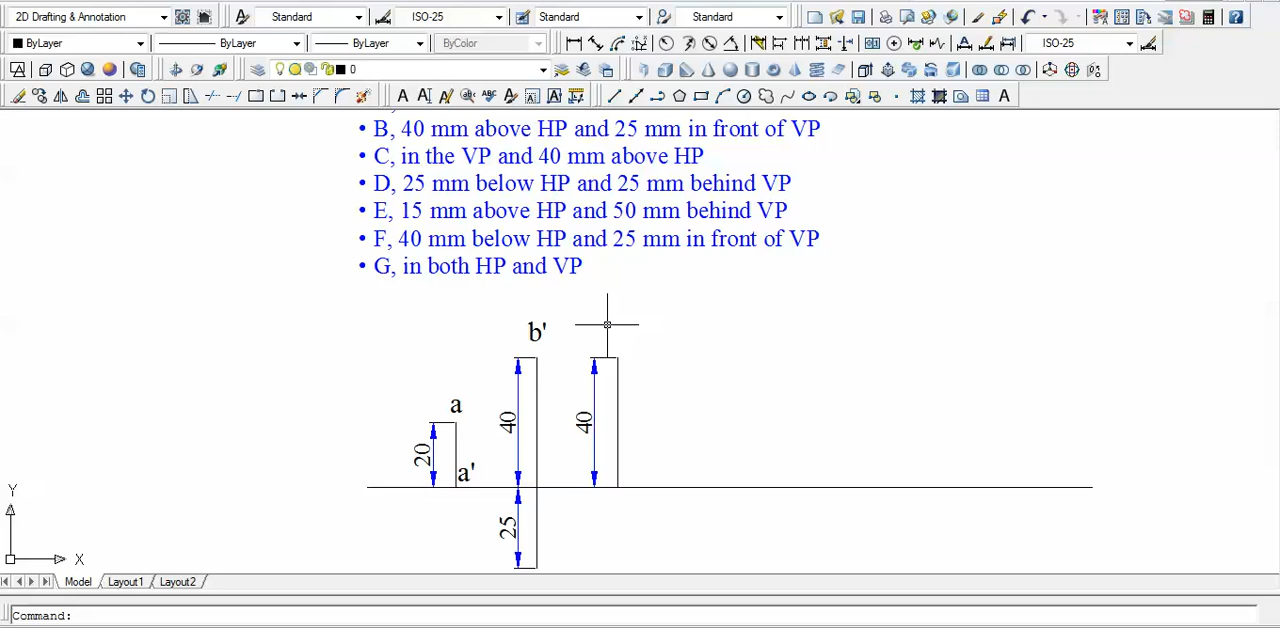 2D Drafting & Annotation Standard ISO-25 Standard Standard
ByLayer ByLayer ByLayer ByColor ISO-25
0
• B, 40 mm above HP and 25 mm in front of VP
• C, in the VP and 40 mm above HP
• D, 25 mm below HP and 25 mm behind VP
• E, 15 mm above HP and 50 mm behind VP
• F, 40 mm below HP and 25 mm in front of VP
• G, in both HP and VP
b'
a
40
40
20
a'
25
Y
X
Model Layout1 Layout2
Command: